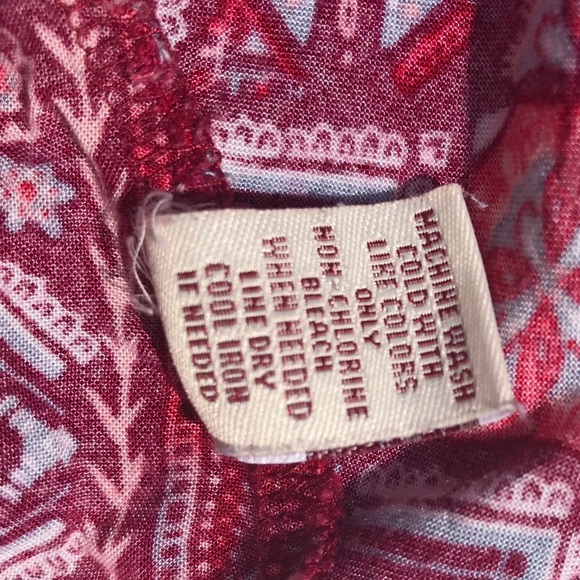 MACHINE WASH
COLD WITH
LIKE COLORS
ONLY
NON-CHLORINE
BLEACH
WHEN NEEDED
LINE DRY
COOL IRON
IF NEEDED